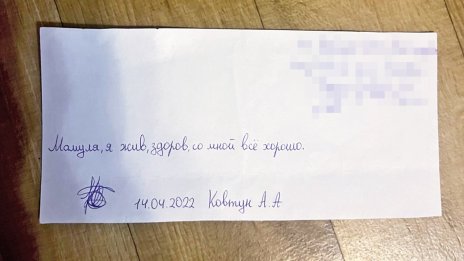 Мамуля, я жив, здоров, со мной всё хорошо.
14.04.2022 Ковтун А.А